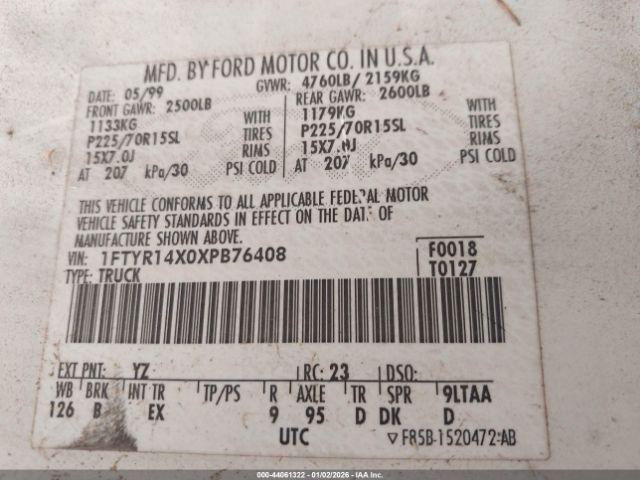 MFD. BY FORD MOTOR CO. IN U.S.A.
DATE: 05/99 GVWR: 4760LB/ 2159KG
FRONT GAWR: 2500LB REAR GAWR: 2600LB
1133KG WITH 1179KG WITH
P225/70R15SL TIRES P225/70R15SL TIRES
15X7.0J RIMS 15X7.0J RIMS
AT 207 kPa/30 PSI COLD AT 207 kPa/30 PSI COLD
THIS VEHICLE CONFORMS TO ALL APPLICABLE FEDERAL MOTOR
VEHICLE SAFETY STANDARDS IN EFFECT ON THE DATE OF
MANUFACTURE SHOWN ABOVE.
VIN: 1FTYR14X0XPB76408 F0018
TYPE: TRUCK T0127
EXT PNT: YZ RC: 23 DSO:
WB BRK INT TR TP/PS R AXLE TR SPR 9LTAA
126 B EX 9 95 D DK D
UTC ▽ F85B-1520472-AB
000-44061322 - 01/02/2026 - IAA Inc.